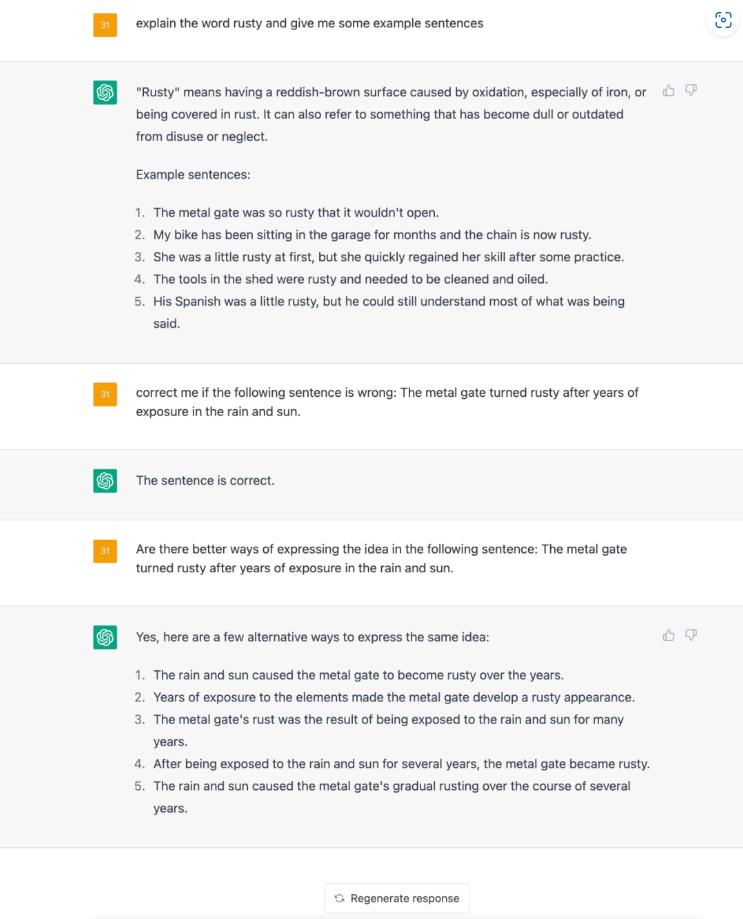 31
explain the word rusty and give me some example sentences
"Rusty" means having a reddish-brown surface caused by oxidation, especially of iron, or
being covered in rust. It can also refer to something that has become dull or outdated
from disuse or neglect.
Example sentences:
1. The metal gate was so rusty that it wouldn't open.
2. My bike has been sitting in the garage for months and the chain is now rusty.
3. She was a little rusty at first, but she quickly regained her skill after some practice.
4. The tools in the shed were rusty and needed to be cleaned and oiled.
5. His Spanish was a little rusty, but he could still understand most of what was being
said.
31
correct me if the following sentence is wrong: The metal gate turned rusty after years of
exposure in the rain and sun.
The sentence is correct.
31
Are there better ways of expressing the idea in the following sentence: The metal gate
turned rusty after years of exposure in the rain and sun.
Yes, here are a few alternative ways to express the same idea:
1. The rain and sun caused the metal gate to become rusty over the years.
2. Years of exposure to the elements made the metal gate develop a rusty appearance.
3. The metal gate's rust was the result of being exposed to the rain and sun for many
years.
4. After being exposed to the rain and sun for several years, the metal gate became rusty.
5. The rain and sun caused the metal gate's gradual rusting over the course of several
years.
Regenerate response